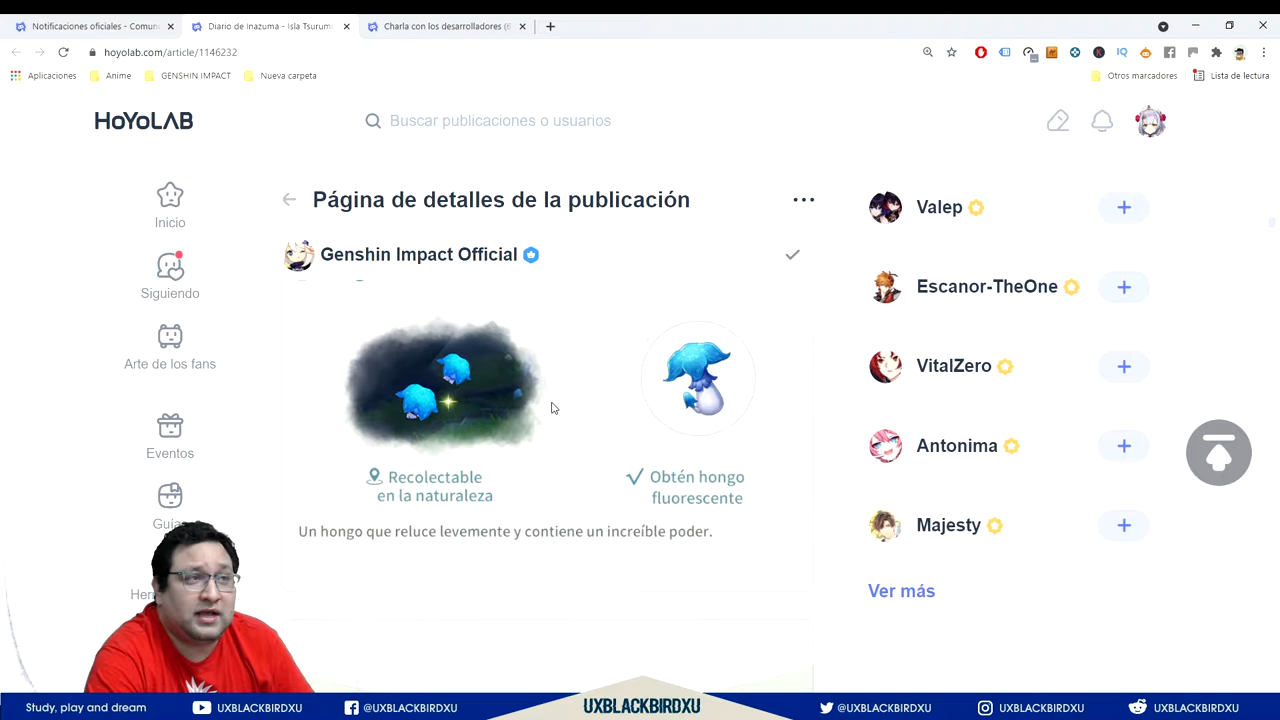 Notificaciones oficiales - Comun
Diario de Inazuma - Isla Tsurum
Charla con los desarrolladores (6
hoyolab.com/article/1146232
Aplicaciones
Anime
GENSHIN IMPACT
Nueva carpeta
Otros marcadores
Lista de lectura
HoYoLAB
Buscar publicaciones o usuarios
Inicio
Siguiendo
Arte de los fans
Eventos
Guía
Her
Página de detalles de la publicación
Genshin Impact Official
Recolectable
en la naturaleza
Obtén hongo
fluorescente
Un hongo que reluce levemente y contiene un increíble poder.
Valep
Escanor-TheOne
VitalZero
Antonima
Majesty
Ver más
Study, play and dream
UXBLACKBIRDXU
@UXBLACKBIRDXU
UXBLACKBIRDXU
@UXBLACKBIRDXU
UXBLACKBIRDXU
UXBLACKBIRDXU